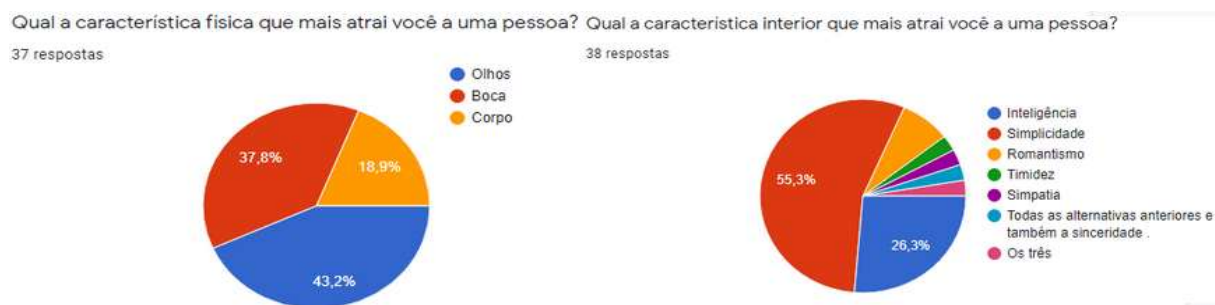 Qual a característica física que mais atrai você a uma pessoa?
37 respostas
Olhos
Boca
Corpo
37,8%
18,9%
43,2%
Qual a característica interior que mais atrai você a uma pessoa?
38 respostas
Inteligência
Simplicidade
Romantismo
Timidez
Simpatia
Todas as alternativas anteriores e
também a sinceridade .
Os três
55,3%
26,3%